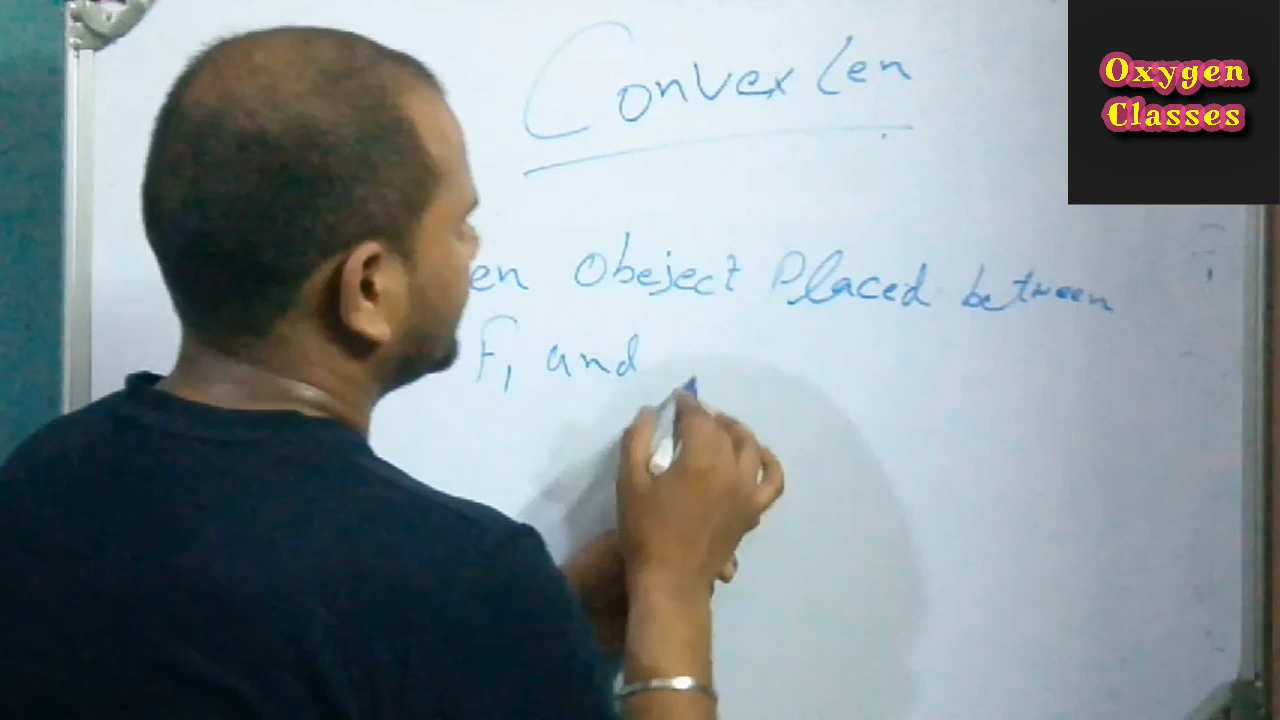 Convex len
en Obeject Placed between
F, and
Oxygen
Classes